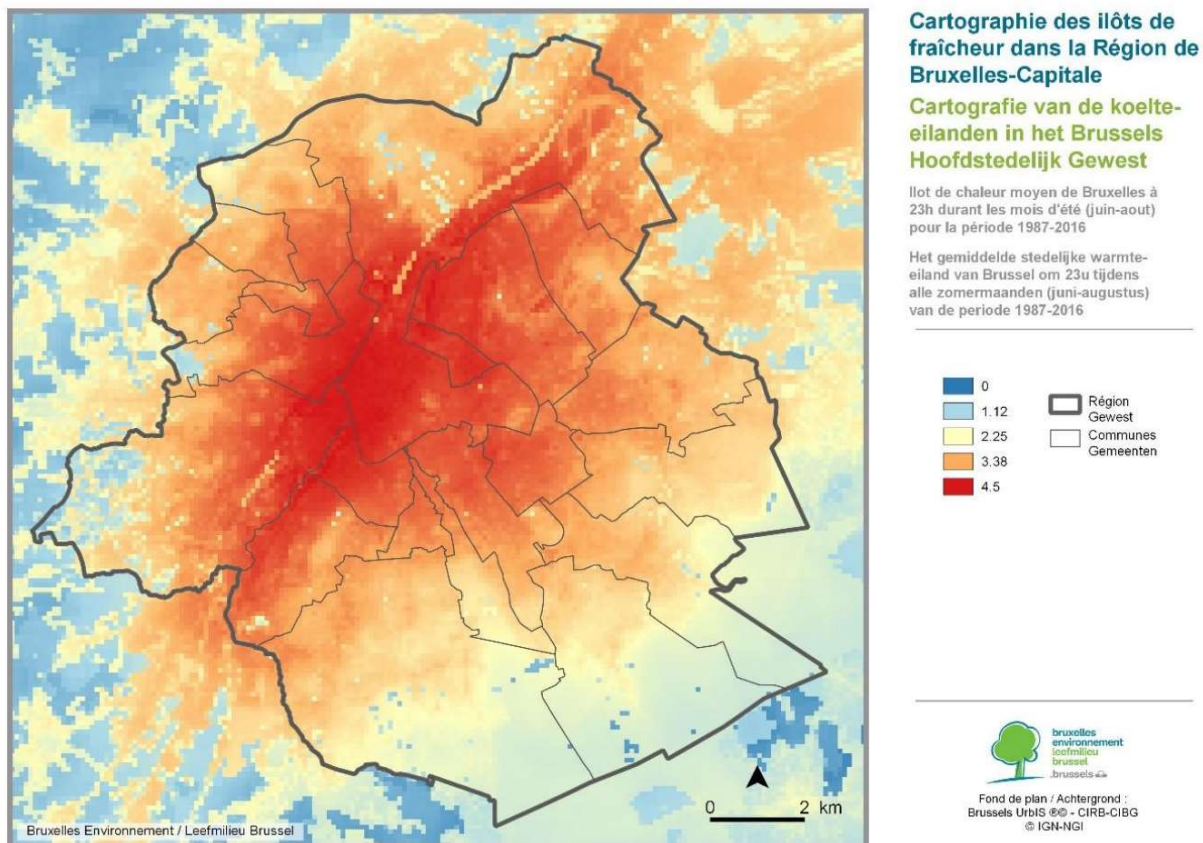 Cartographie des ilôts de
fraîcheur dans la Région de
Bruxelles-Capitale
Cartografie van de koelte-
eilanden in het Brussels
Hoofdstedelijk Gewest
Ilot de chaleur moyen de Bruxelles à
23h durant les mois d'été (juin-aout)
pour la période 1987-2016
Het gemiddelde stedelijke warmte-
eiland van Brussel om 23u tijdens
alle zomermaanden (juni-augustus)
van de periode 1987-2016
0
1.12
2.25
3.38
4.5
Région
Gewest
Communes
Gemeenten
0 2 km
Bruxelles Environnement / Leefmilieu Brussel
bruxelles
environnement
leefmilieu
brussel
.brussels
Fond de plan / Achtergrond :
Brussels UrbIS ®© - CIRB-CIBG
© IGN-NGI